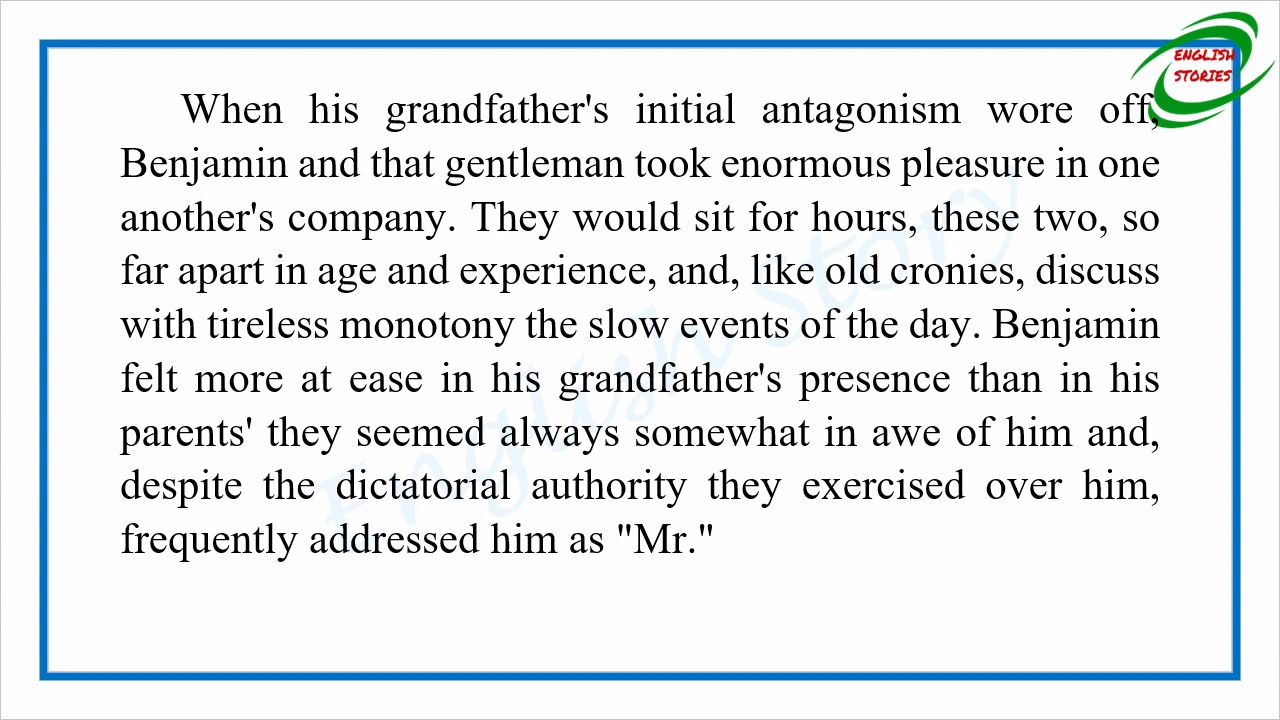 ENGLISH
STORIES
When his grandfather's initial antagonism wore off,
Benjamin and that gentleman took enormous pleasure in one
another's company. They would sit for hours, these two, so
far apart in age and experience, and, like old cronies, discuss
with tireless monotony the slow events of the day. Benjamin
felt more at ease in his grandfather's presence than in his
parents' they seemed always somewhat in awe of him and,
despite the dictatorial authority they exercised over him,
frequently addressed him as "Mr."
English Story